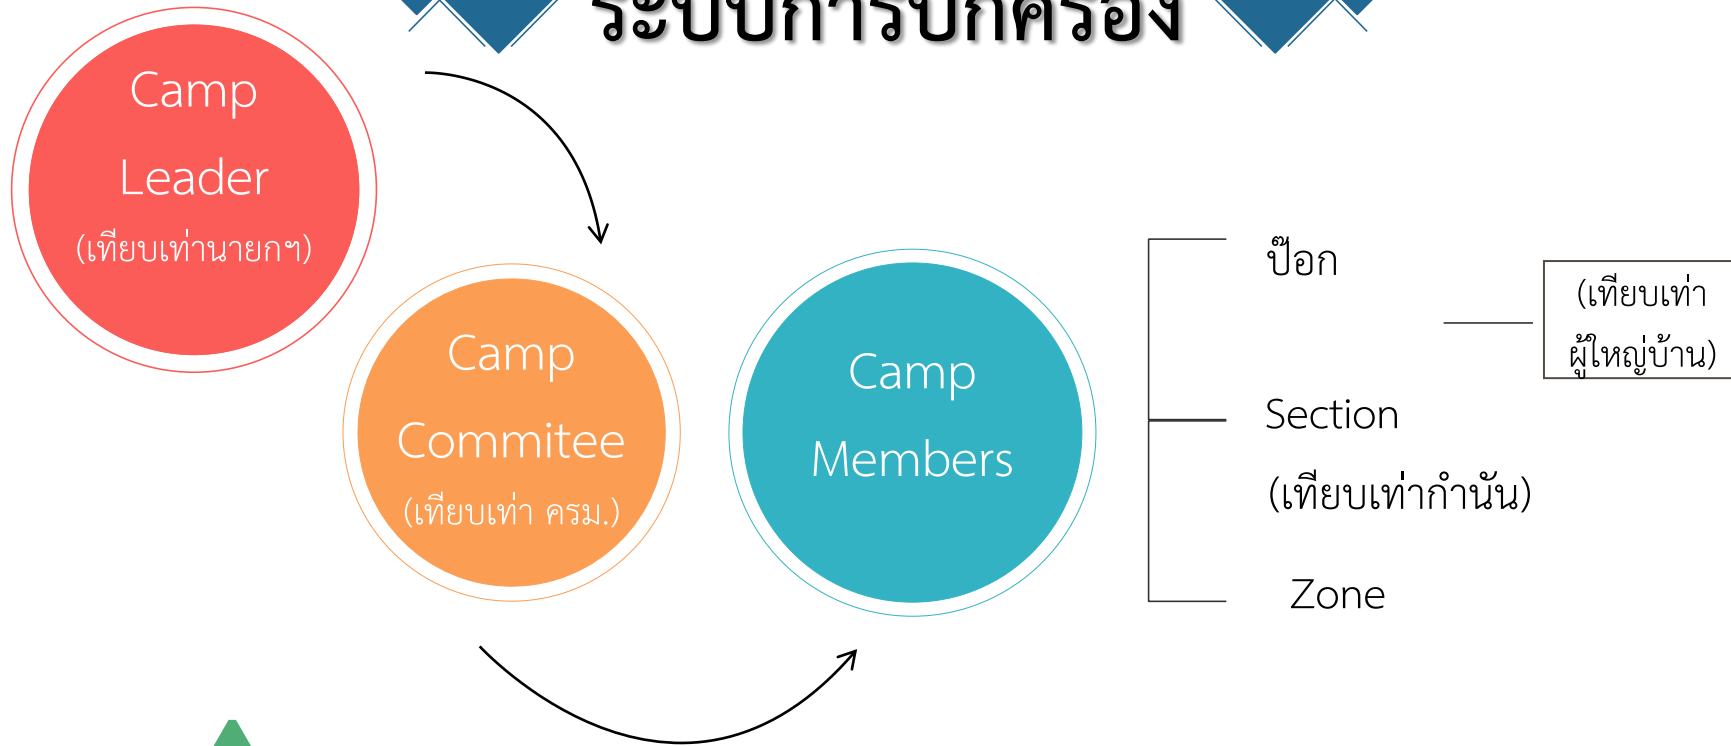 ระบบการปกครอง
Camp
Leader
(เทียบเท่านายกฯ)
Camp
Commitee
(เทียบเท่า ครม.)
Camp
Members
ป๊อก
(เทียบเท่า
ผู้ใหญ่บ้าน)
Section
(เทียบเท่ากำนัน)
Zone